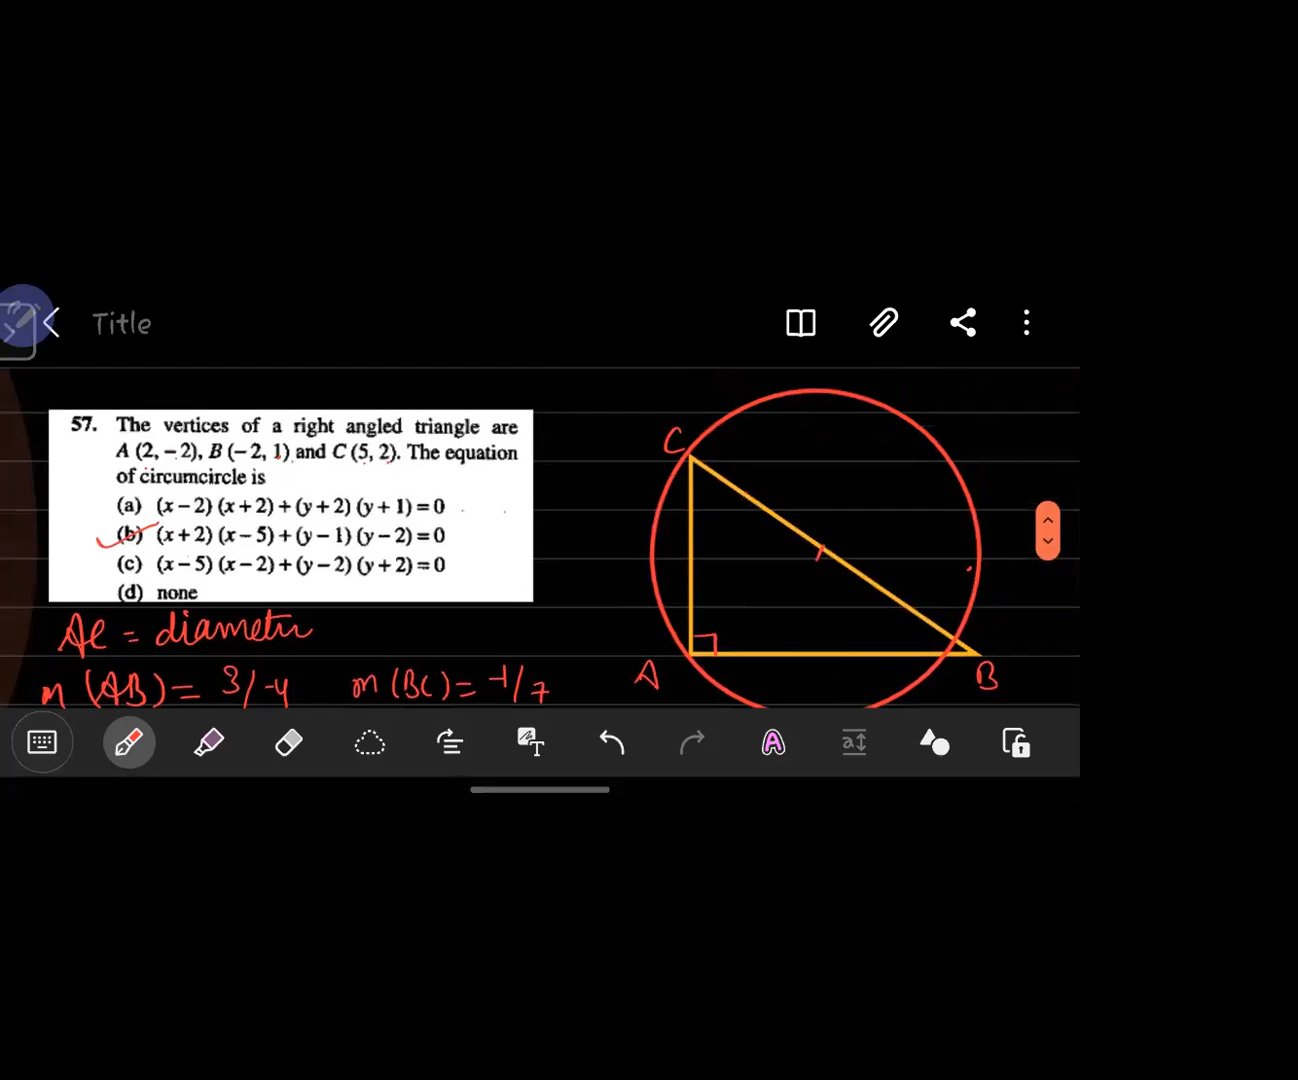 Title
57. The vertices of a right angled triangle are
A (2, – 2), B (– 2, 1) and C (5, 2). The equation
of circumcircle is
(a) (x – 2) (x + 2) + (y + 2) (y + 1) = 0
(b) (x + 2) (x – 5) + (y – 1) (y – 2) = 0
(c) (x – 5) (x – 2) + (y – 2) (y + 2) = 0
(d) none
C
A
B
= diameter
m (AB) = 3/-4 m (BC) = -1/7